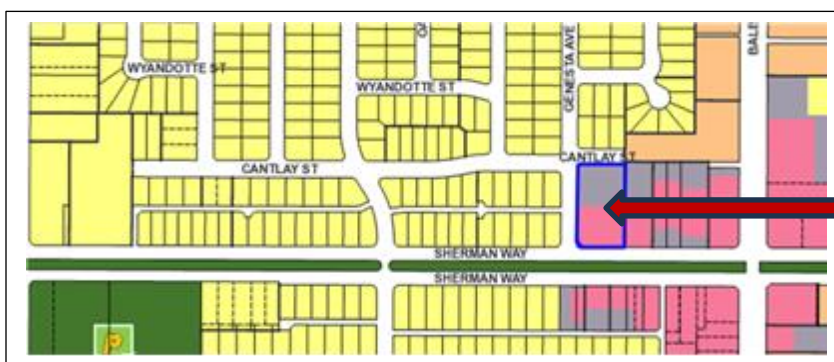 WYANDOTTE ST
WYANDOTTE ST
GENESTA AVE
CANTLAY ST
CANTLAY ST
SHERMAN WAY
SHERMAN WAY